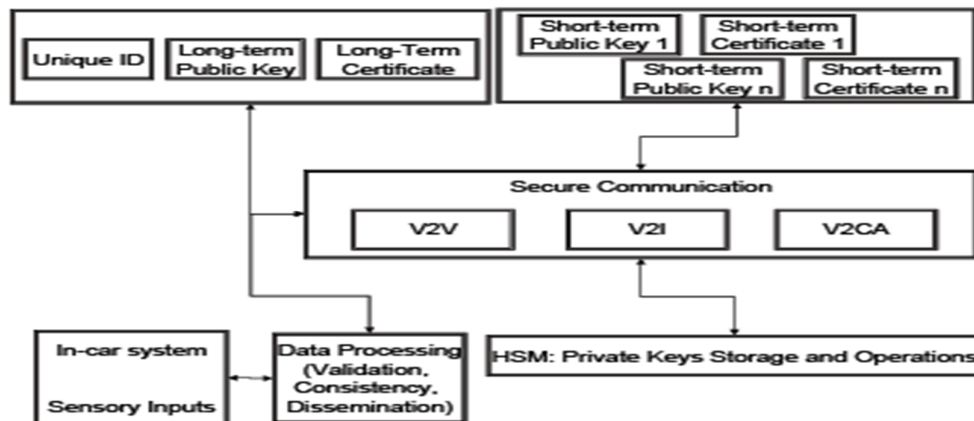 Unique ID
Long-term
Public Key
Long-Term
Certificate
Short-term
Public Key 1
Short-term
Certificate 1
Short-term
Public Key n
Short-term
Certificate n
Secure Communication
V2V
V2I
V2CA
In-car system
Sensory Inputs
Data Processing
(Validation,
Consistency,
Dissemination)
HSM: Private Keys Storage and Operations